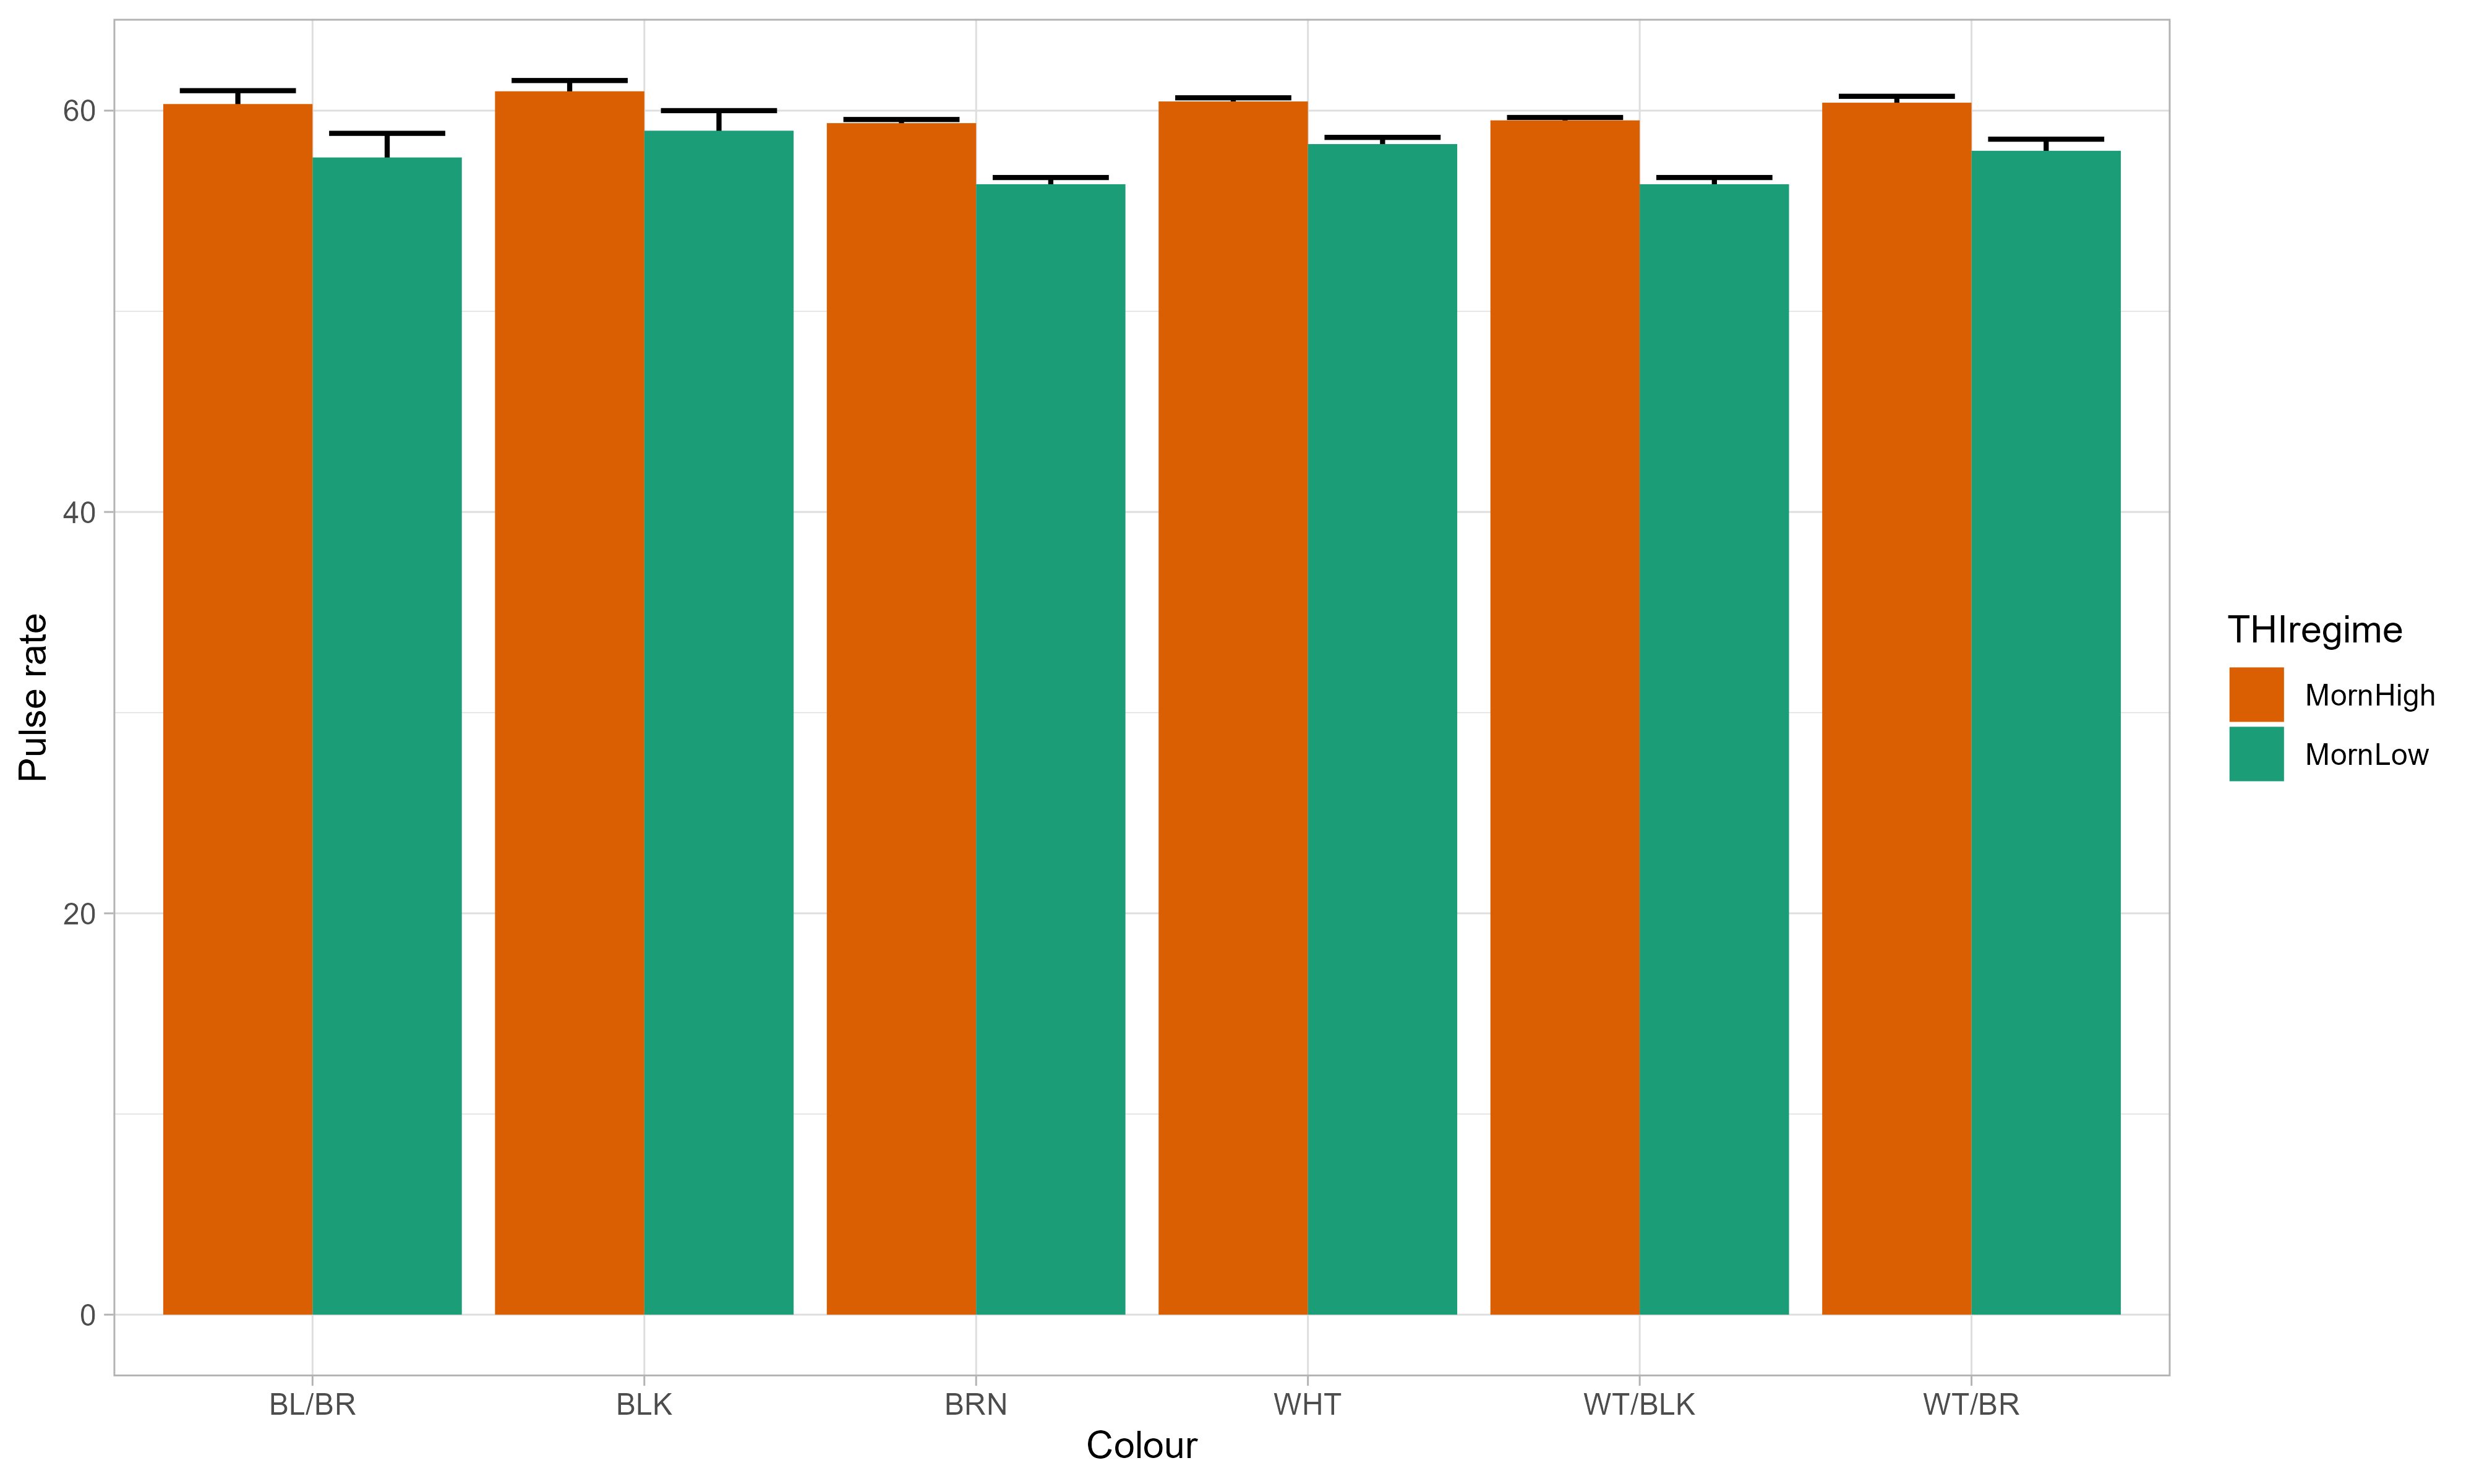 60
40
20
0
Pulse rate
BL/BR
BLK
BRN
WHT
WT/BLK
WT/BR
Colour
THIregime
MornHigh
MornLow